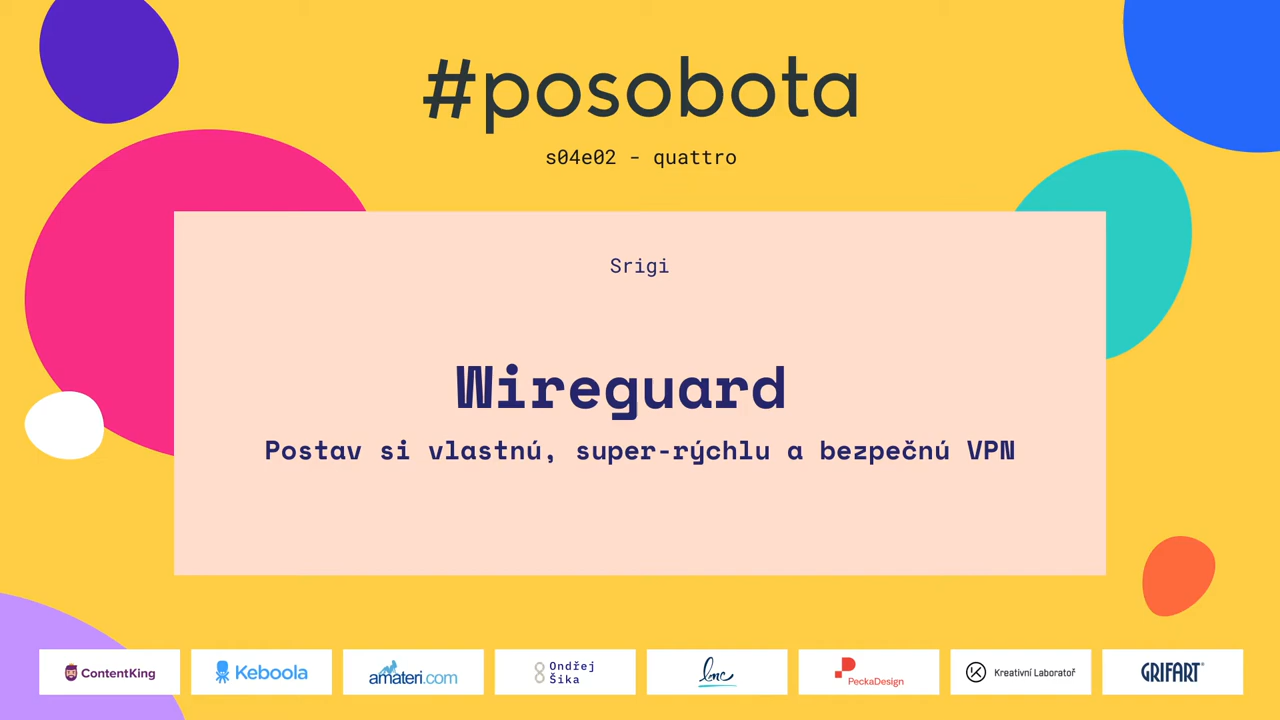 #posobota
s04e02 - quattro
Srigi
Wireguard
Postav si vlastnú, super-rýchlu a bezpečnú VPN
ContentKing
Keboola
amateri.com
Ondřej
Šika
bnc
PeckaDesign
Kreativní Laboratoř
GRIFART